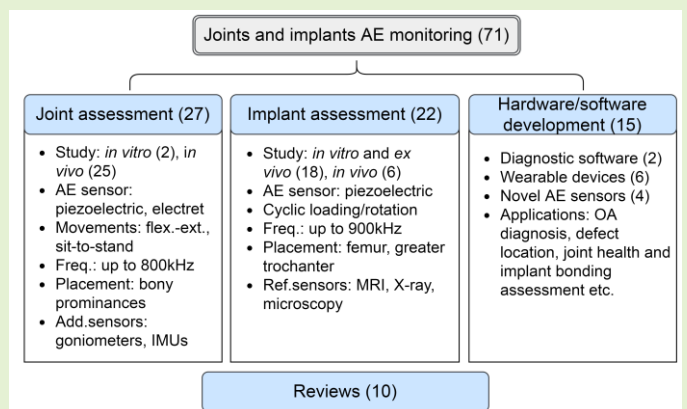 Joints and implants AE monitoring (71)
Joint assessment (27)
• Study: in vitro (2), in
vivo (25)
• AE sensor:
piezoelectric, electret
• Movements: flex.-ext.,
sit-to-stand
• Freq.: up to 800kHz
• Placement: bony
prominances
• Add.sensors:
goniometers, IMUs
Implant assessment (22)
• Study: in vitro and ex
vivo (18), in vivo (6)
• AE sensor: piezoelectric
• Cyclic loading/rotation
• Freq.: up to 900kHz
• Placement: femur, greater
trochanter
• Ref.sensors: MRI, X-ray,
microscopy
Hardware/software
development (15)
• Diagnostic software (2)
• Wearable devices (6)
• Novel AE sensors (4)
• Applications: OA
diagnosis, defect
location, joint health and
implant bonding
assessment etc.
Reviews (10)